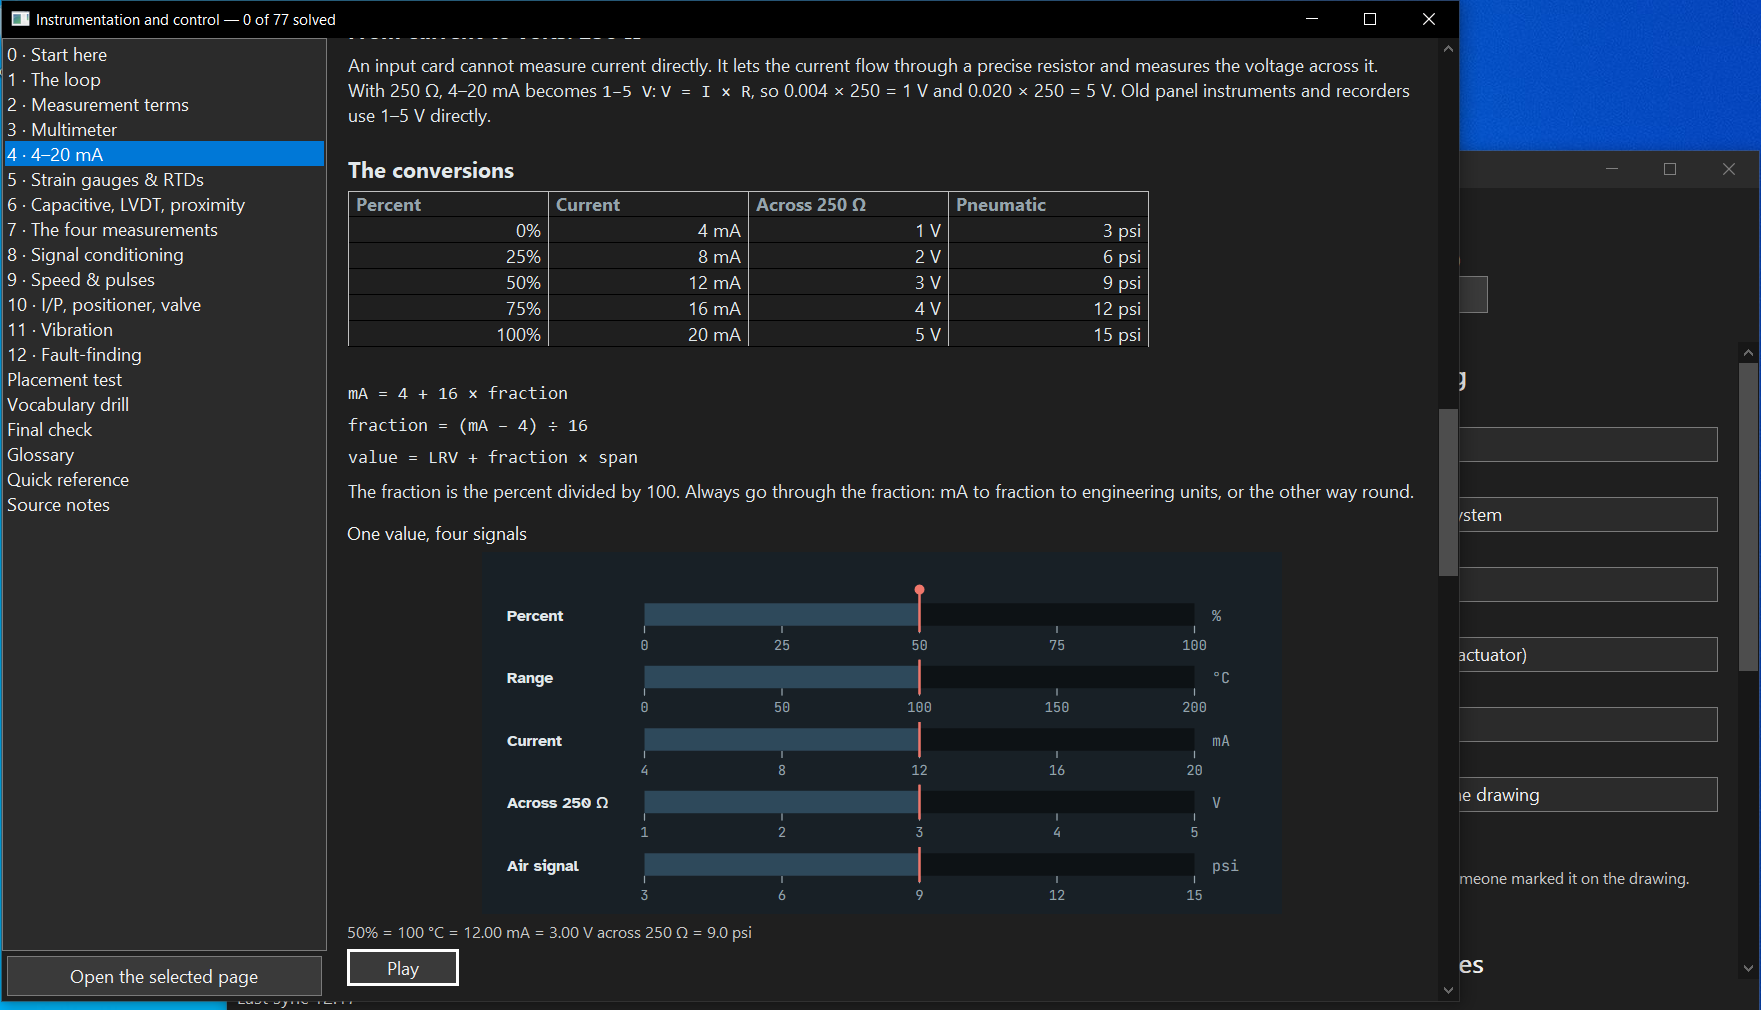 Instrumentation and control — 0 of 77 solved
0 · Start here
1 · The loop
2 · Measurement terms
3 · Multimeter
4 · 4–20 mA
5 · Strain gauges & RTDs
6 · Capacitive, LVDT, proximity
7 · The four measurements
8 · Signal conditioning
9 · Speed & pulses
10 · I/P, positioner, valve
11 · Vibration
12 · Fault-finding
Placement test
Vocabulary drill
Final check
Glossary
Quick reference
Source notes
Open the selected page
An input card cannot measure current directly. It lets the current flow through a precise resistor and measures the voltage across it.
With 250 Ω, 4–20 mA becomes 1–5 V: V = I × R, so 0.004 × 250 = 1 V and 0.020 × 250 = 5 V. Old panel instruments and recorders
use 1–5 V directly.
The conversions
Percent Current Across 250 Ω Pneumatic
0% 4 mA 1 V 3 psi
25% 8 mA 2 V 6 psi
50% 12 mA 3 V 9 psi
75% 16 mA 4 V 12 psi
100% 20 mA 5 V 15 psi
mA = 4 + 16 × fraction
fraction = (mA − 4) ÷ 16
value = LRV + fraction × span
The fraction is the percent divided by 100. Always go through the fraction: mA to fraction to engineering units, or the other way round.
One value, four signals
Percent %
0 25 50 75 100
Range °C
0 50 100 150 200
Current mA
4 8 12 16 20
Across 250 Ω V
1 2 3 4 5
Air signal psi
3 6 9 12 15
50% = 100 °C = 12.00 mA = 3.00 V across 250 Ω = 9.0 psi
Play
ystem
actuator)
e drawing
meone marked it on the drawing.
es